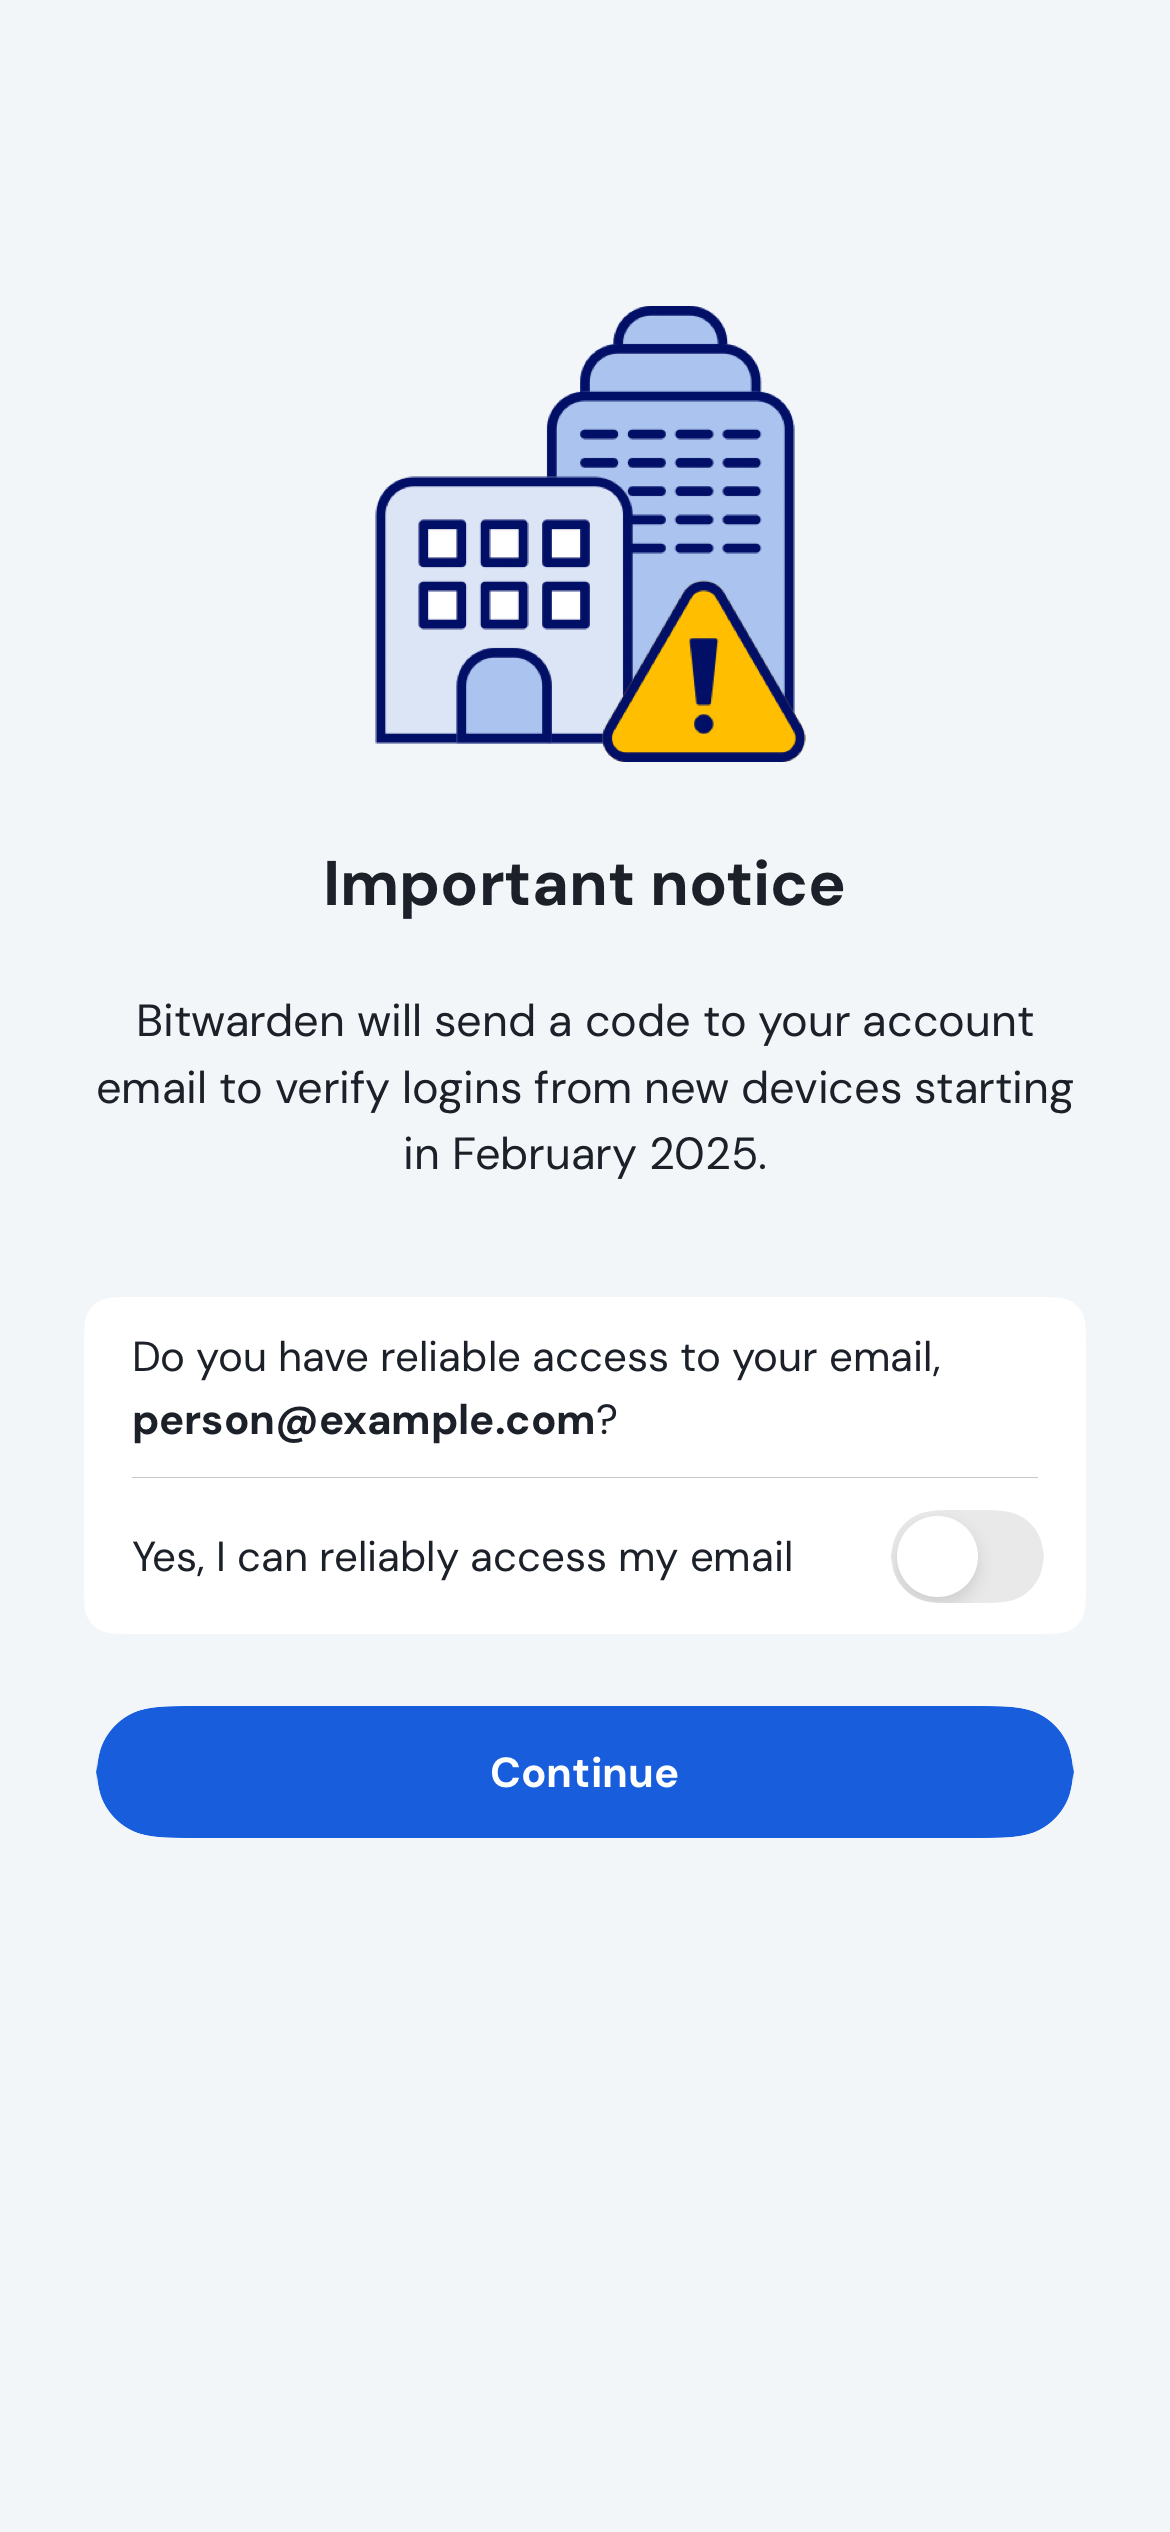 Important notice
Bitwarden will send a code to your account
email to verify logins from new devices starting
in February 2025.
Do you have reliable access to your email,
person@example.com?
Yes, I can reliably access my email
Continue